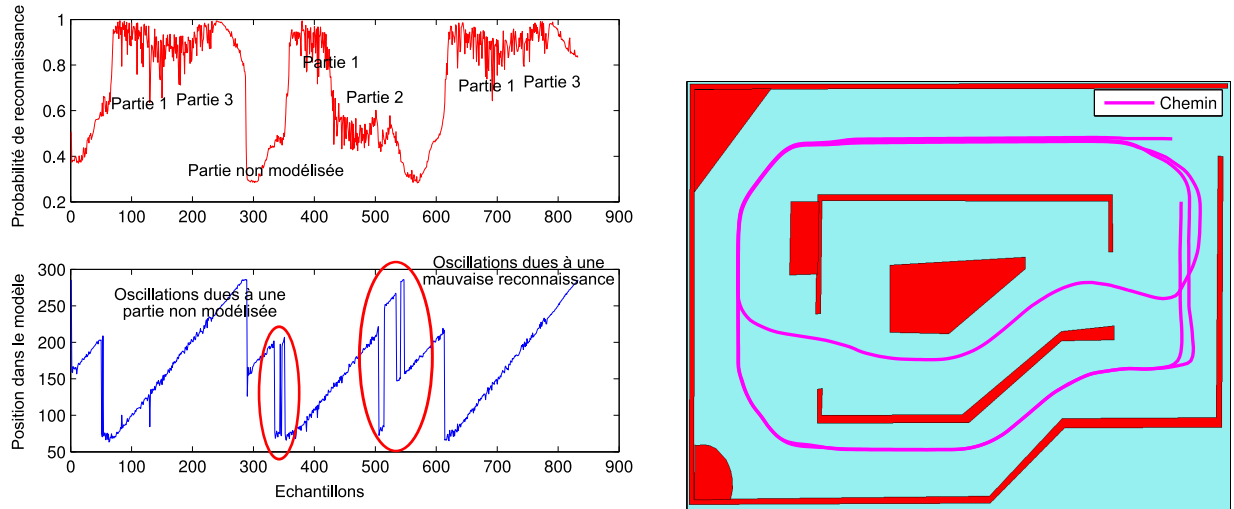 Probabilité de reconnaissance
1
0.8
0.6
0.4
0.2
Partie 1
Partie 3
Partie non modélisée
Partie 1
Partie 2
Partie 1
Partie 3
0 100 200 300 400 500 600 700 800 900
Position dans le modèle
300
250
200
150
100
50
Oscillations dues à une
partie non modélisée
Oscillations dues à une
mauvaise reconnaissance
0 100 200 300 400 500 600 700 800 900
Echantillons
Chemin